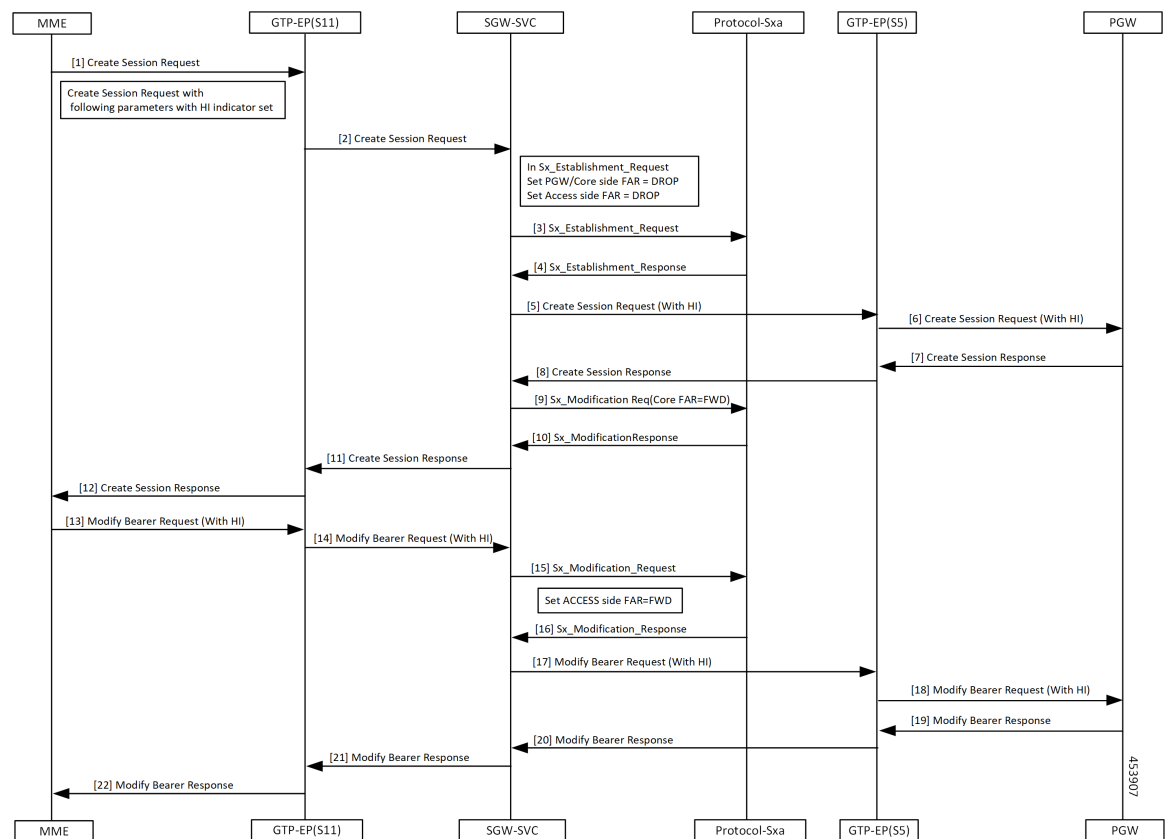 MME
GTP-EP(S11)
SGW-SVC
Protocol-Sxa
GTP-EP(S5)
PGW
[1] Create Session Request
Create Session Request with
following parameters with HI indicator set
[2] Create Session Request
In Sx_Establishment_Request
Set PGW/Core side FAR = DROP
Set Access side FAR = DROP
[3] Sx_Establishment_Request
[4] Sx_Establishment_Response
[5] Create Session Request (With HI)
[6] Create Session Request (With HI)
[7] Create Session Response
[8] Create Session Response
[9] Sx_Modification Req(Core FAR=FWD)
[10] Sx_ModificationResponse
[11] Create Session Response
[12] Create Session Response
[13] Modify Bearer Request (With HI)
[14] Modify Bearer Request (With HI)
[15] Sx_Modification_Request
Set ACCESS side FAR=FWD
[16] Sx_Modification_Response
[17] Modify Bearer Request (With HI)
[18] Modify Bearer Request (With HI)
[19] Modify Bearer Response
[20] Modify Bearer Response
[21] Modify Bearer Response
[22] Modify Bearer Response
453907
MME
GTP-EP(S11)
SGW-SVC
Protocol-Sxa
GTP-EP(S5)
PGW